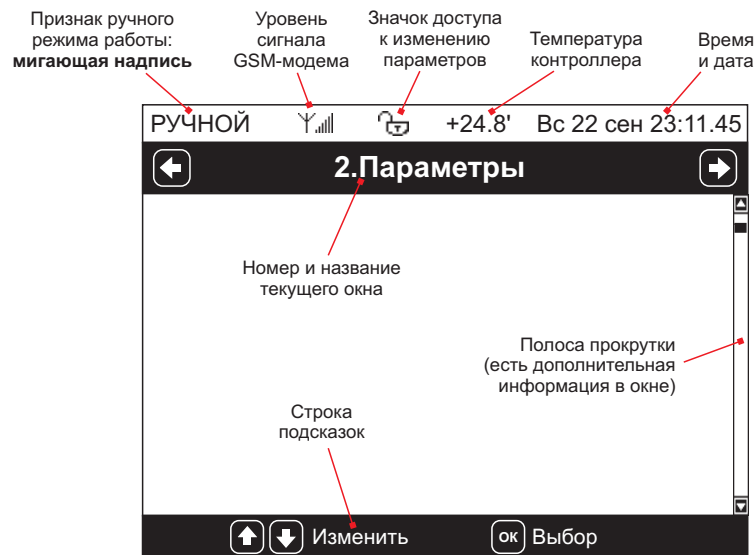 Признак ручного
режима работы:
мигающая надпись
Уровень
сигнала
GSM-модема
Значок доступа
к изменению
параметров
Температура
контроллера
Время
и дата
РУЧНОЙ +24.8' Вс 22 сен 23:11.45
2.Параметры
Номер и название
текущего окна
Полоса прокрутки
(есть дополнительная
информация в окне)
Строка
подсказок
Изменить ок Выбор